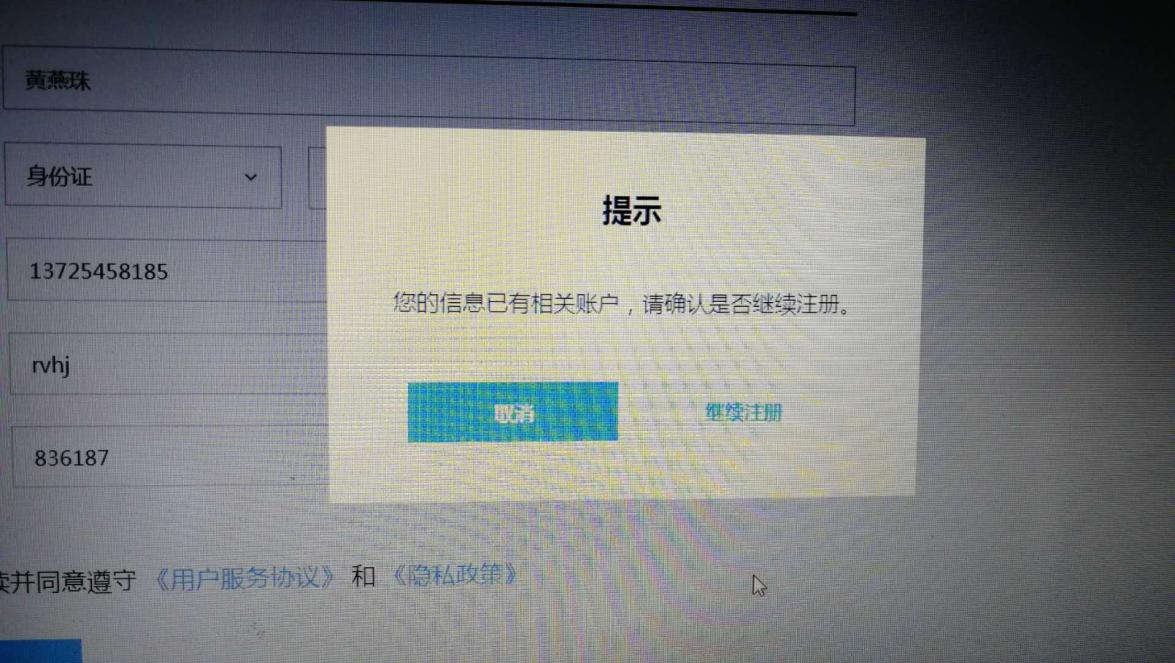 黄燕珠
身份证
提示
13725458185
您的信息已有相关账户，请确认是否继续注册。
rvhj
取消 继续注册
836187
并同意遵守《用户服务协议》和《隐私政策》